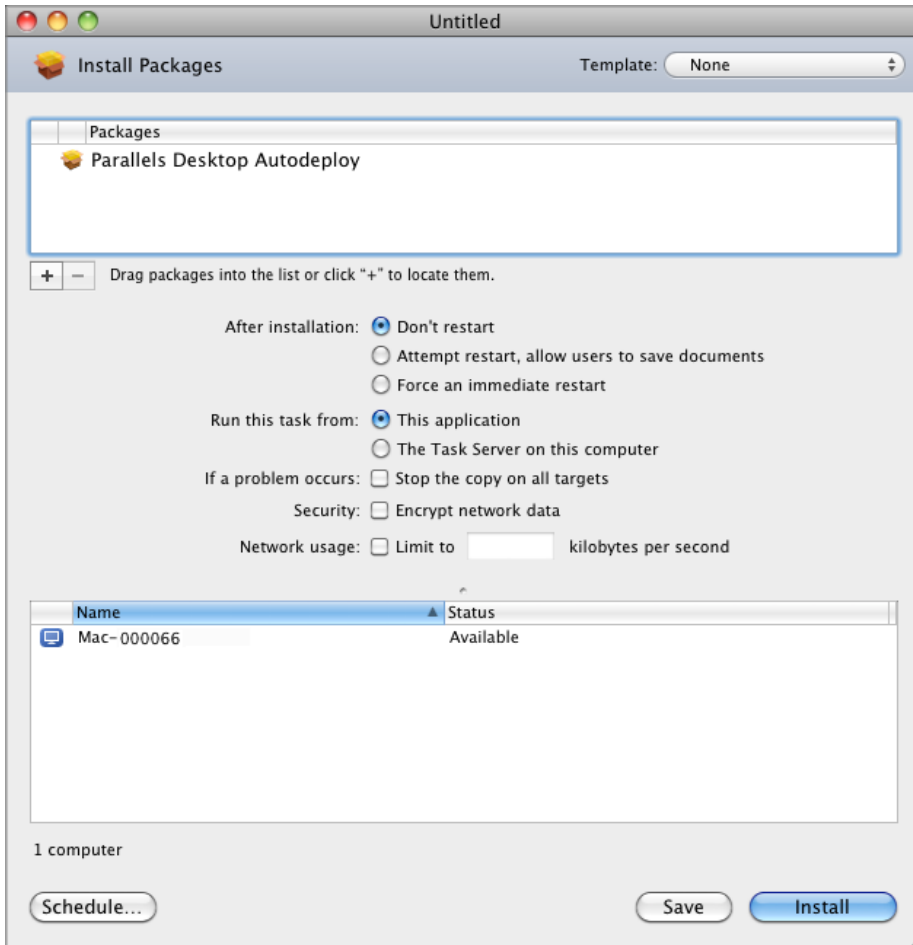 Untitled
Install Packages
Template: None
Packages
Parallels Desktop Autodeploy
+ − Drag packages into the list or click “+” to locate them.
After installation: Don't restart
Attempt restart, allow users to save documents
Force an immediate restart
Run this task from: This application
The Task Server on this computer
If a problem occurs: Stop the copy on all targets
Security: Encrypt network data
Network usage: Limit to kilobytes per second
Name Status
Mac-000066 Available
1 computer
Schedule... Save Install